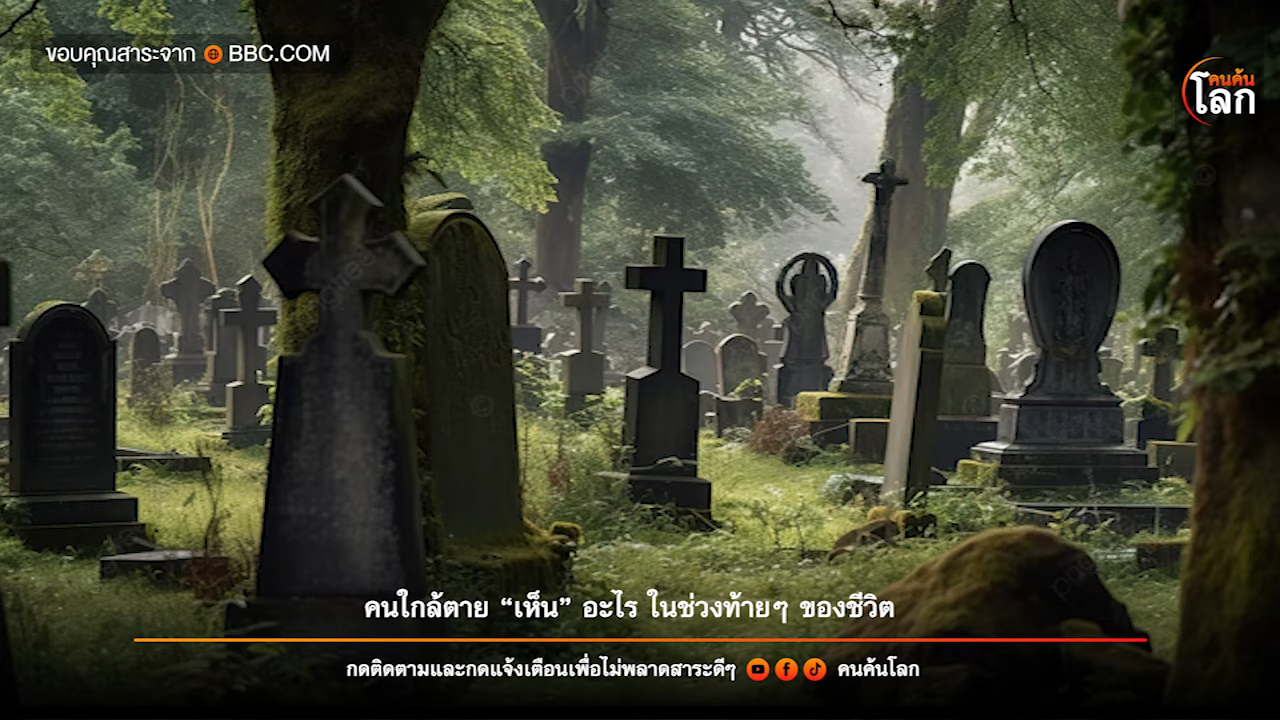 ขอบคุณสาระจาก BBC.COM
คนค้น
โลก
คนใกล้ตาย “เห็น” อะไร ในช่วงท้ายๆ ของชีวิต
กดติดตามและกดแจ้งเตือนเพื่อไม่พลาดสาระดีๆ คนค้นโลก